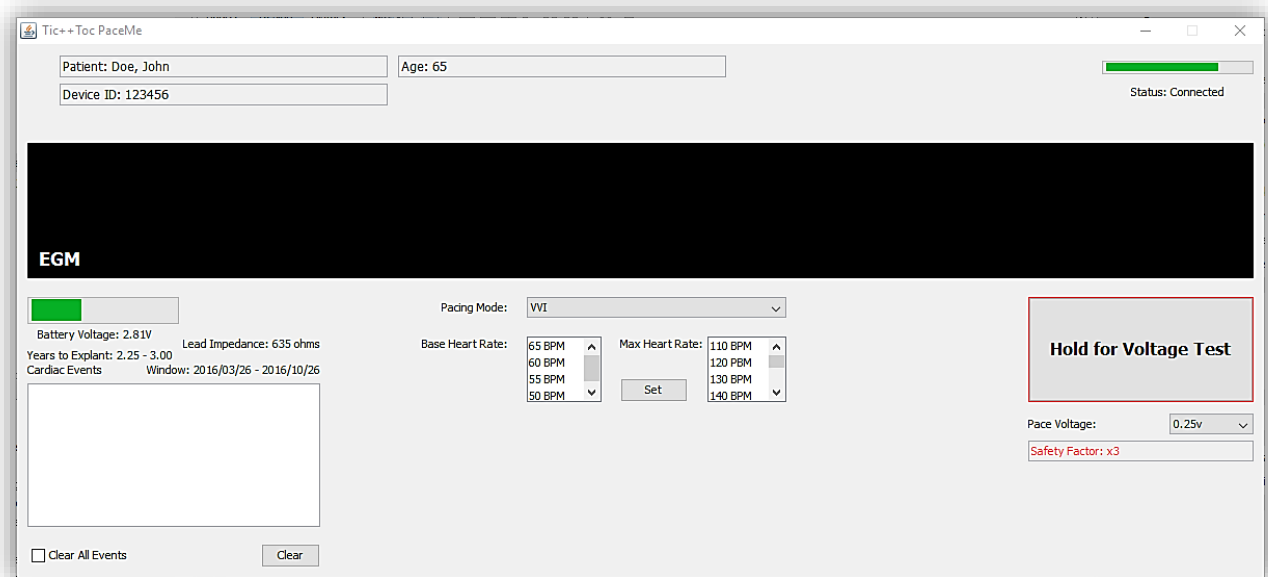 Tic++Toc PaceMe
Patient: Doe, John
Age: 65
Device ID: 123456
Status: Connected
EGM
Battery Voltage: 2.81V
Lead Impedance: 635 ohms
Years to Explant: 2.25 - 3.00
Cardiac Events
Window: 2016/03/26 - 2016/10/26
Clear All Events
Clear
Pacing Mode:
VVI
Base Heart Rate:
65 BPM
60 BPM
55 BPM
50 BPM
Max Heart Rate:
Set
110 BPM
120 PBM
130 BPM
140 BPM
Hold for Voltage Test
Pace Voltage:
0.25v
Safety Factor: x3